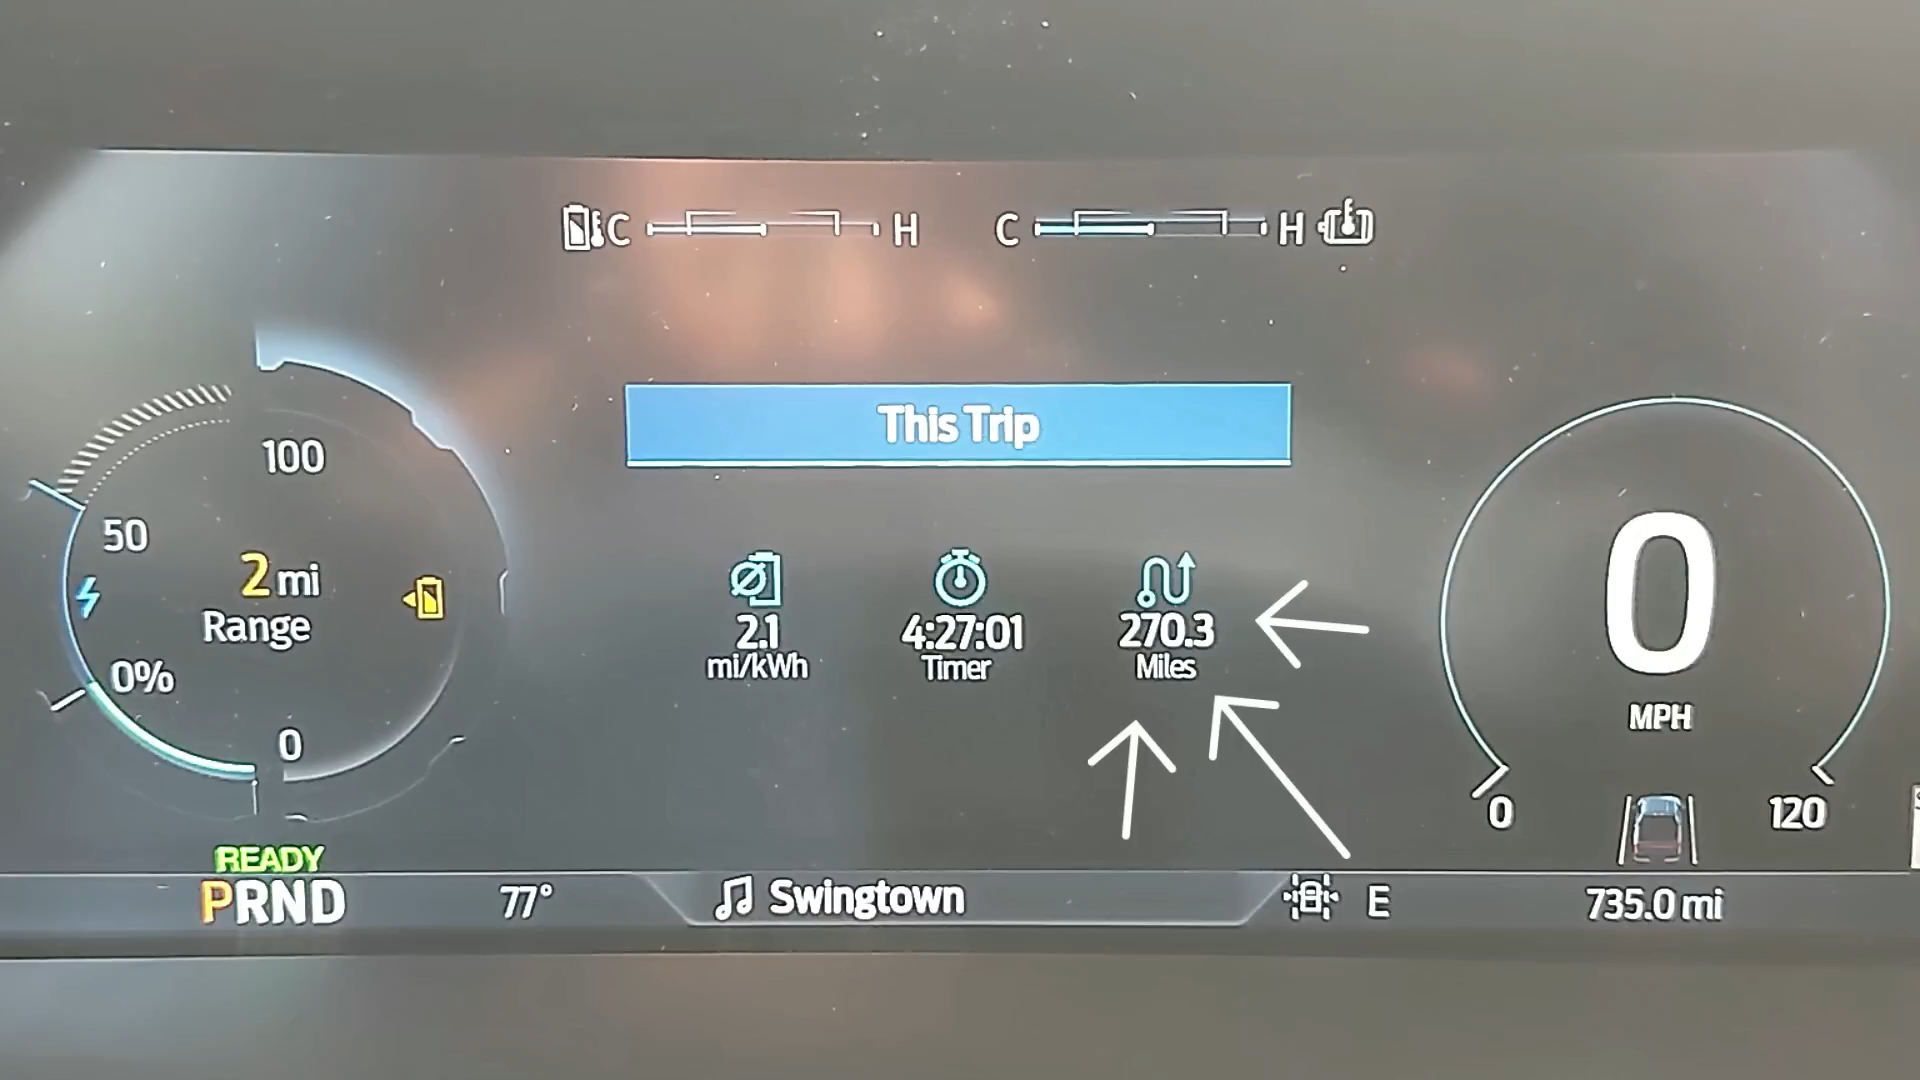 C H C H
This Trip
100
50
2 mi
Range
0%
0
2.1
mi/kWh
4:27:01
Timer
270.3
Miles
0
MPH
0
120
READY
PRND
77°
Swingtown
E
735.0 mi